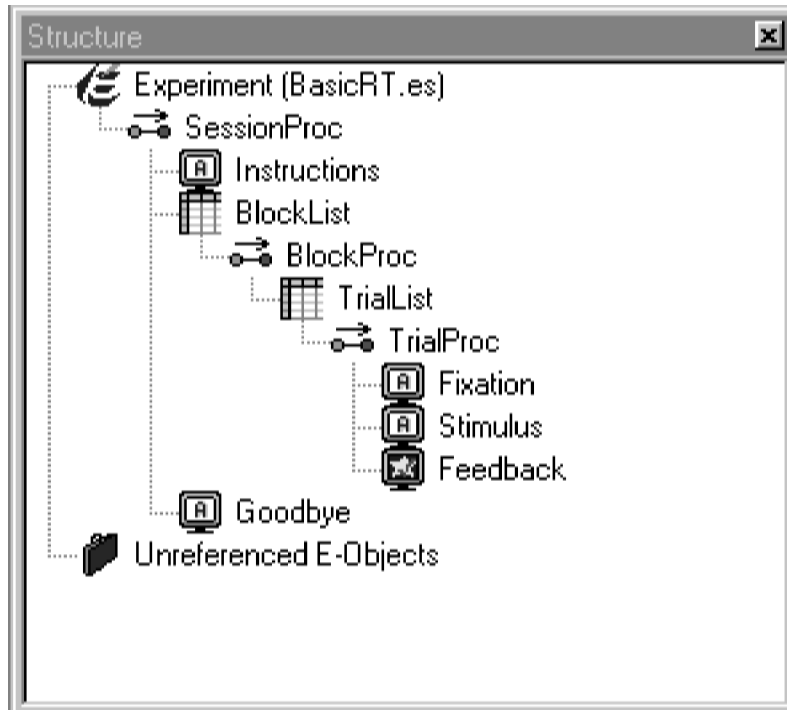 Structure
Experiment (BasicRT.es)
SessionProc
Instructions
BlockList
BlockProc
TrialList
TrialProc
Fixation
Stimulus
Feedback
Goodbye
Unreferenced E-Objects